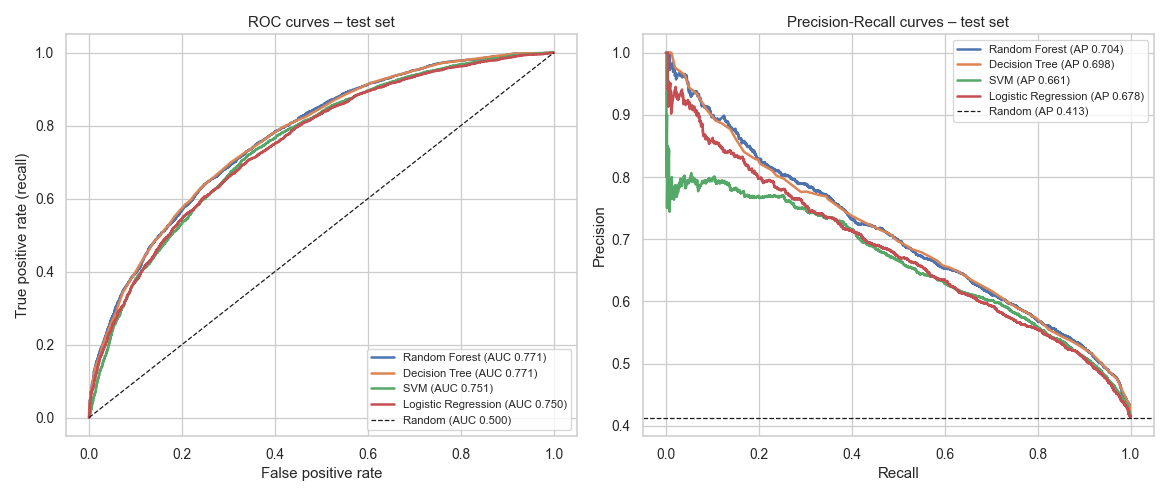 ROC curves – test set
True positive rate (recall)
1.0
0.8
0.6
0.4
0.2
0.0
Random Forest (AUC 0.771)
Decision Tree (AUC 0.771)
SVM (AUC 0.751)
Logistic Regression (AUC 0.750)
Random (AUC 0.500)
0.0 0.2 0.4 0.6 0.8 1.0
False positive rate
Precision-Recall curves – test set
Precision
1.0
0.9
0.8
0.7
0.6
0.5
0.4
Random Forest (AP 0.704)
Decision Tree (AP 0.698)
SVM (AP 0.661)
Logistic Regression (AP 0.678)
Random (AP 0.413)
0.0 0.2 0.4 0.6 0.8 1.0
Recall